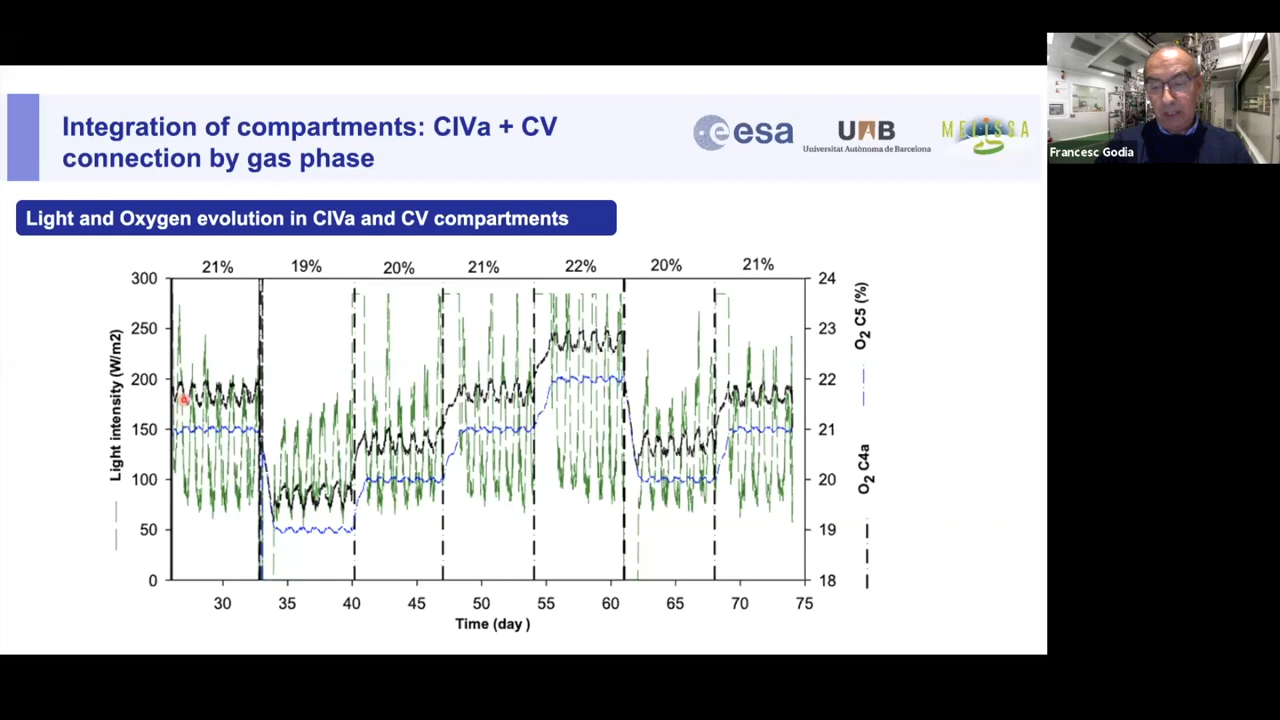 Integration of compartments: CIVa + CV
connection by gas phase
esa
UAB
Universitat Autònoma de Barcelona
MELISSA
Francesc Godia
Light and Oxygen evolution in CIVa and CV compartments
21% 19% 20% 21% 22% 20% 21%
300 24
250 23
200 22
150 21
100 20
50 19
0 18
Light intensity (W/m2)
O2 C5 (%)
O2 C4a
30 35 40 45 50 55 60 65 70 75
Time (day )